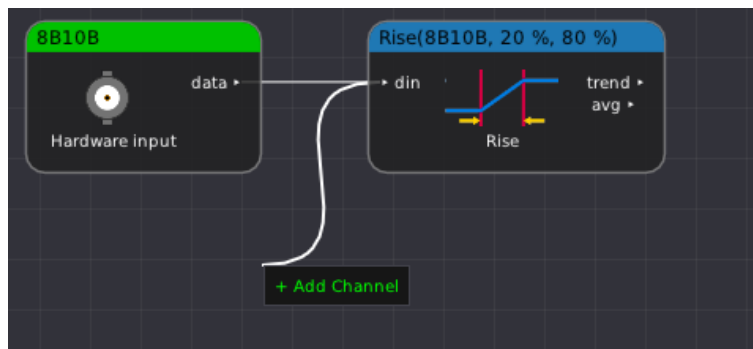 8B10B
Rise(8B10B, 20 %, 80 %)
data
din
trend
avg
Hardware input
Rise
+ Add Channel